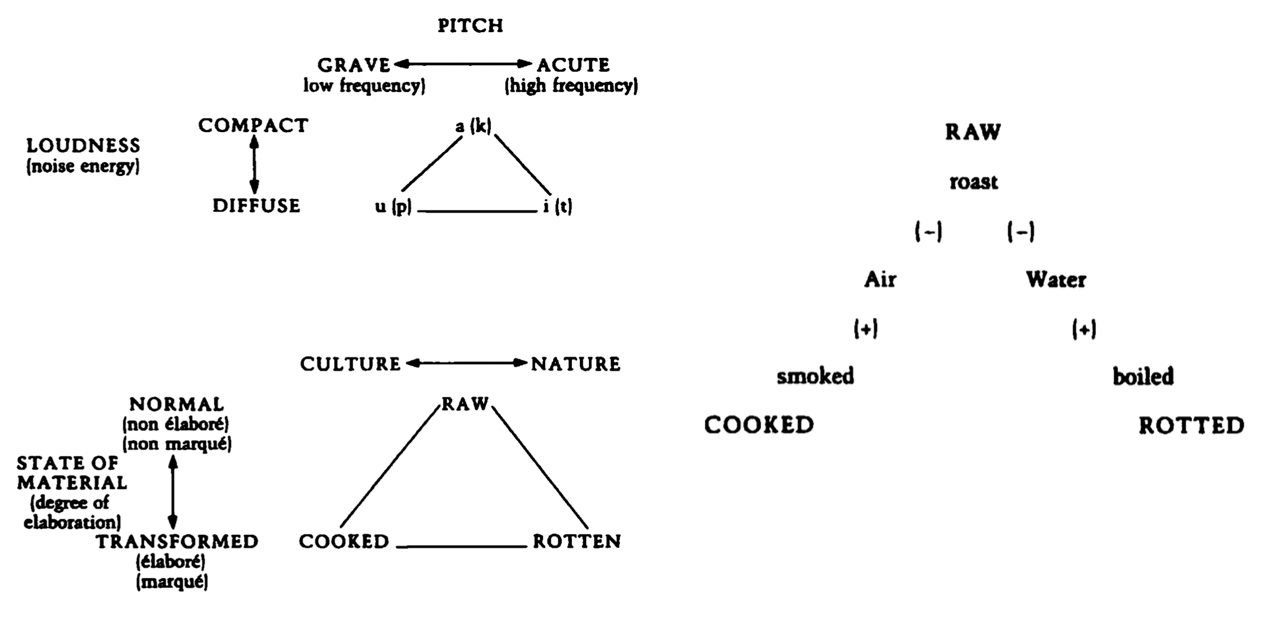 PITCH
GRAVE ACUTE
(low frequency) (high frequency)
COMPACT a (k)
LOUDNESS
(noise energy)
DIFFUSE u (p) i (t)
CULTURE NATURE
NORMAL RAW
(non élaboré)
(non marqué)
STATE OF
MATERIAL
(degree of
elaboration)
TRANSFORMED COOKED ROTTEN
(élaboré)
(marqué)
RAW
roast
(-) (-)
Air Water
(+) (+)
smoked boiled
COOKED ROTTED